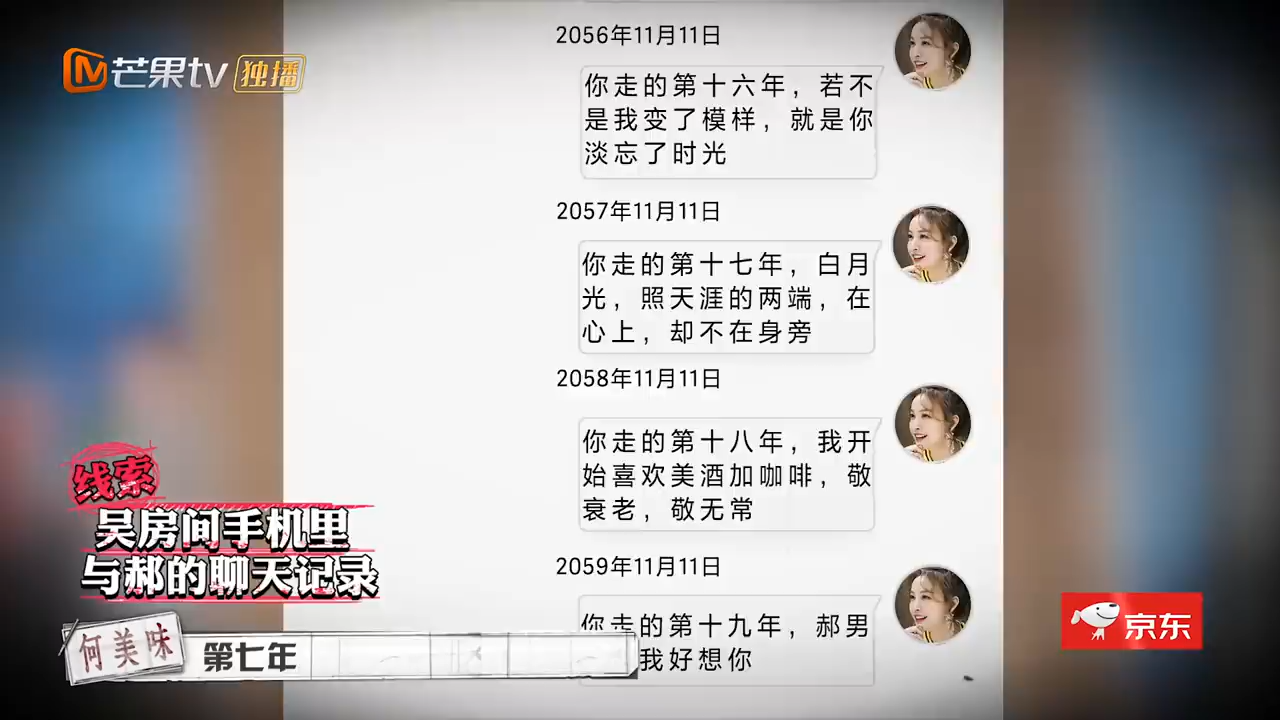 芒果tv 独播
2056年11月11日
你走的第十六年，若不
是我变了模样，就是你
淡忘了时光
2057年11月11日
你走的第十七年，白月
光，照天涯的两端，在
心上，却不在身旁
2058年11月11日
你走的第十八年，我开
始喜欢美酒加咖啡，敬
衰老，敬无常
2059年11月11日
你走的第十九年，郝男
我好想你
线索
吴房间手机里
与郝的聊天记录
何美味
第七年
京东